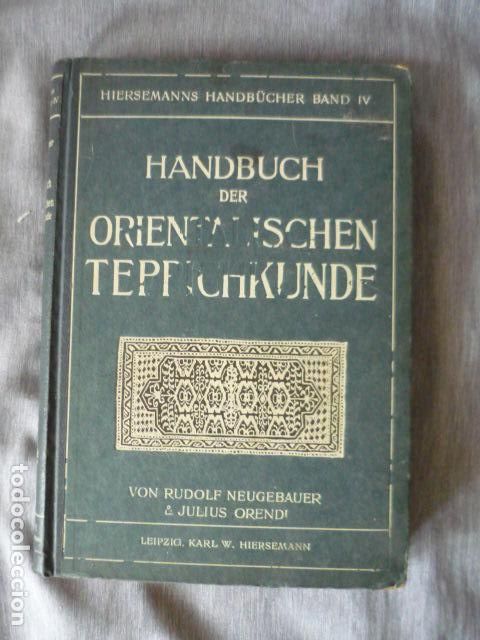 HIERSEMANNS HANDBÜCHER BAND IV
HANDBUCH
DER
ORIENTALISCHEN
TEPPICHKUNDE
VON RUDOLF NEUGEBAUER
& JULIUS ORENDI
LEIPZIG. KARL W. HIERSEMANN
todocoleccion